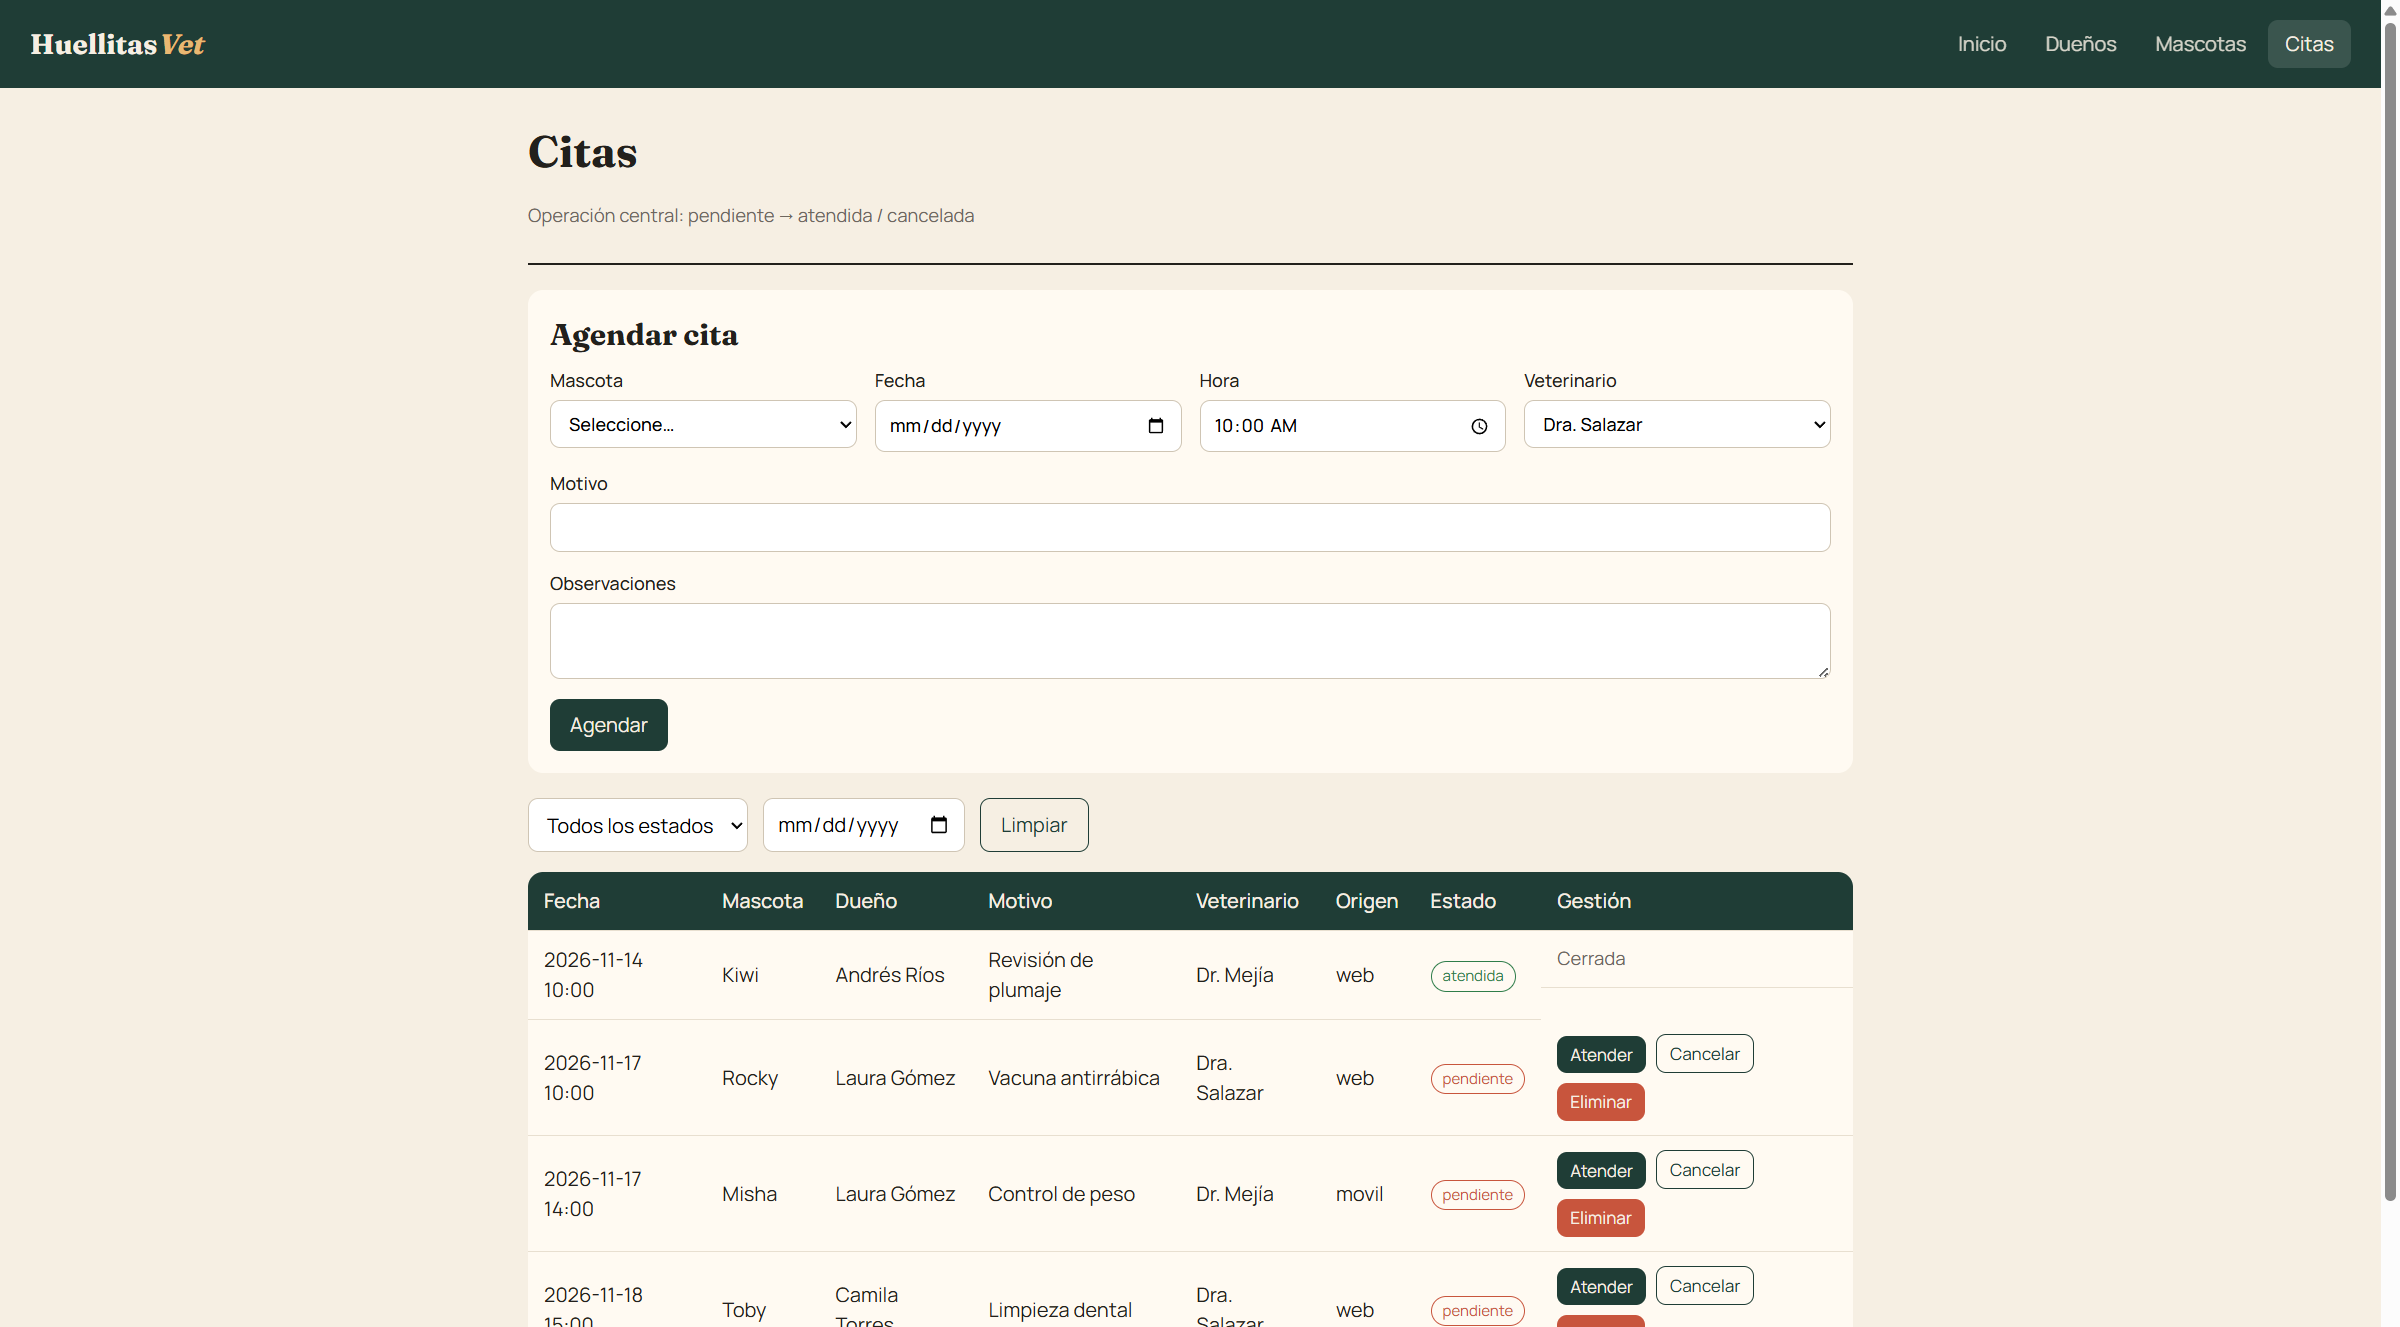 HuellitasVet
Inicio Dueños Mascotas Citas
Citas
Operación central: pendiente → atendida / cancelada
Agendar cita
Mascota Fecha Hora Veterinario
Seleccione... mm/dd/yyyy 10:00 AM Dra. Salazar
Motivo
Observaciones
Agendar
Todos los estados mm/dd/yyyy Limpiar
Fecha Mascota Dueño Motivo Veterinario Origen Estado Gestión
2026-11-14 10:00 Kiwi Andrés Ríos Revisión de plumaje Dr. Mejía web atendida Cerrada
2026-11-17 10:00 Rocky Laura Gómez Vacuna antirrábica Dra. Salazar web pendiente Atender Cancelar
Eliminar
2026-11-17 14:00 Misha Laura Gómez Control de peso Dr. Mejía movil pendiente Atender Cancelar
Eliminar
2026-11-18 15:00 Toby Camila Torres Limpieza dental Dra. Salazar web pendiente Atender Cancelar